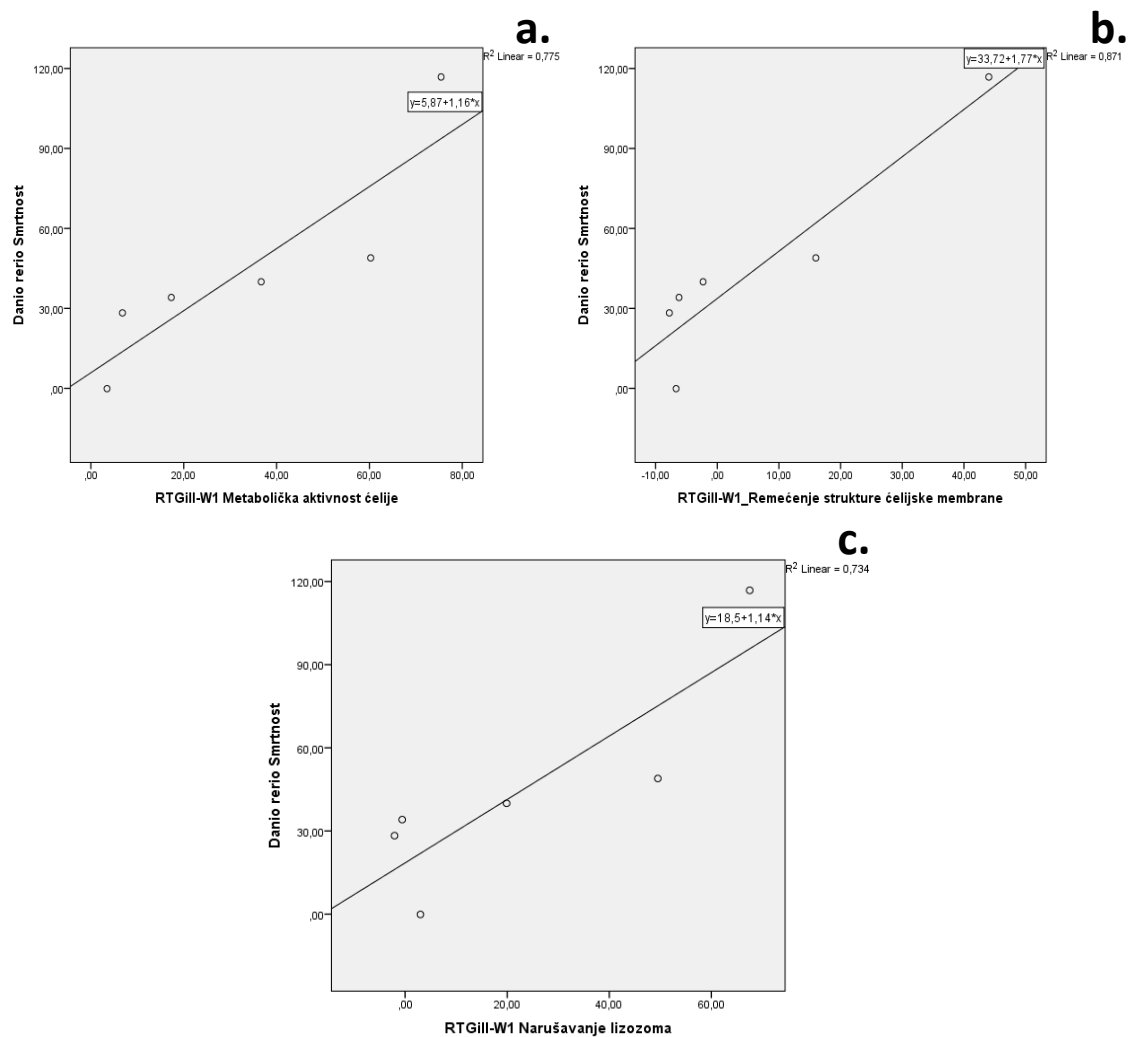 a.
R2 Linear = 0,775
120,00
y=5,87+1,16*x
90,00
60,00
30,00
,00
Danio rerio Smrtnost
,00 20,00 40,00 60,00 80,00
RTGill-W1 Metabolička aktivnost ćelije
b.
R2 Linear = 0,871
y=33,72+1,77*x
120,00
90,00
60,00
30,00
,00
Danio rerio Smrtnost
-10,00 ,00 10,00 20,00 30,00 40,00 50,00
RTGill-W1_Remećenje strukture ćelijske membrane
c.
R2 Linear = 0,734
120,00
y=18,5+1,14*x
90,00
60,00
30,00
,00
Danio rerio Smrtnost
,00 20,00 40,00 60,00
RTGill-W1 Narušavanje lizozoma